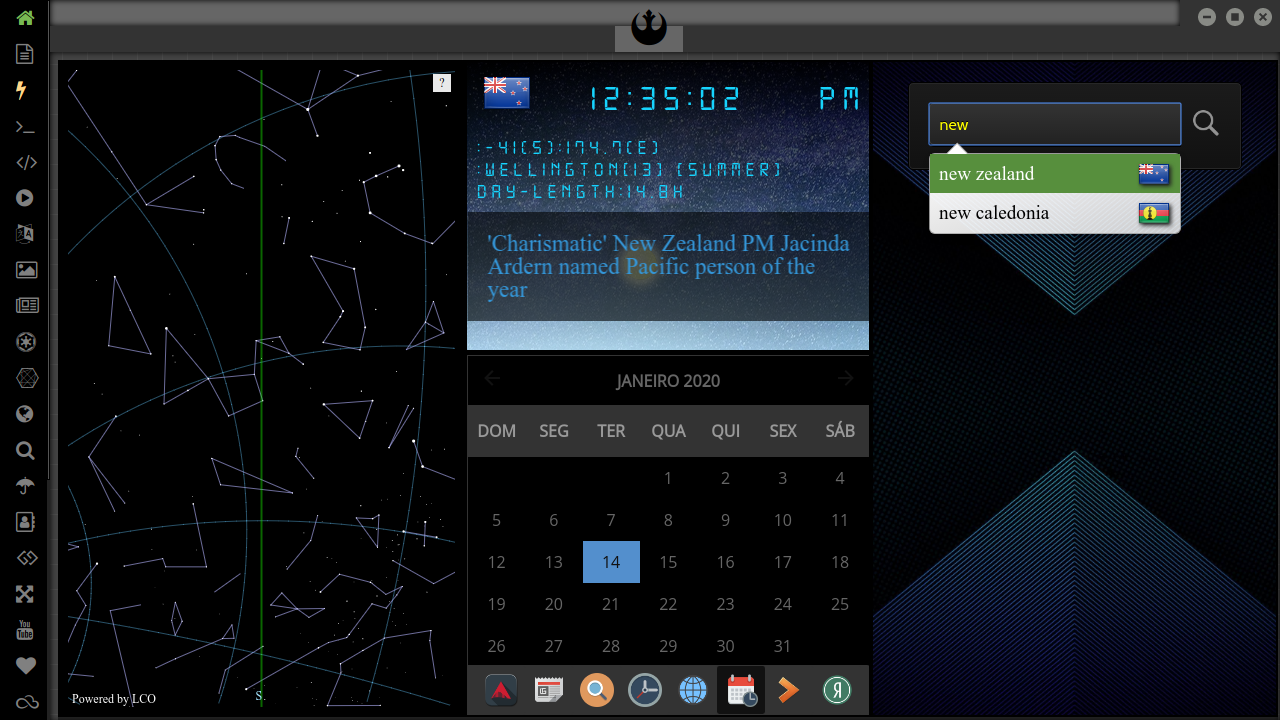 ?
Powered by LCO
S.
12:35:02 PM
:-41(S):174.7(E)
:WELLINGTON(13) (SUMMER)
DAY-LENGTH:14.8H
'Charismatic' New Zealand PM Jacinda
Ardern named Pacific person of the
year
JANEIRO 2020
DOM SEG TER QUA QUI SEX SÁB
1 2 3 4
5 6 7 8 9 10 11
12 13 14 15 16 17 18
19 20 21 22 23 24 25
26 27 28 29 30 31
new
new zealand
new caledonia
You
Tube
Я